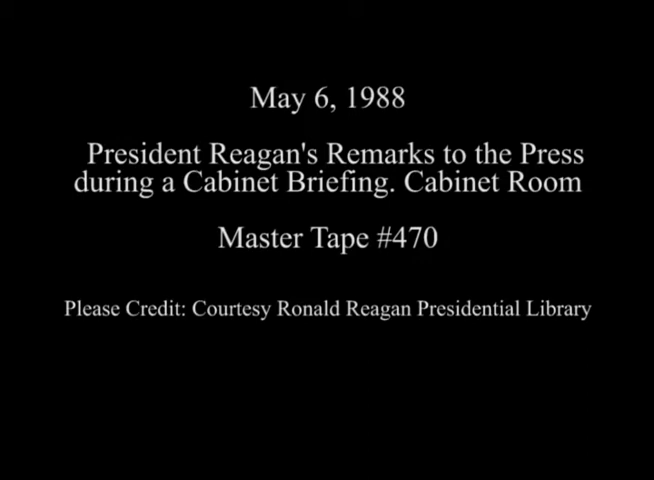 May 6, 1988
President Reagan's Remarks to the Press
during a Cabinet Briefing. Cabinet Room
Master Tape #470
Please Credit: Courtesy Ronald Reagan Presidential Library